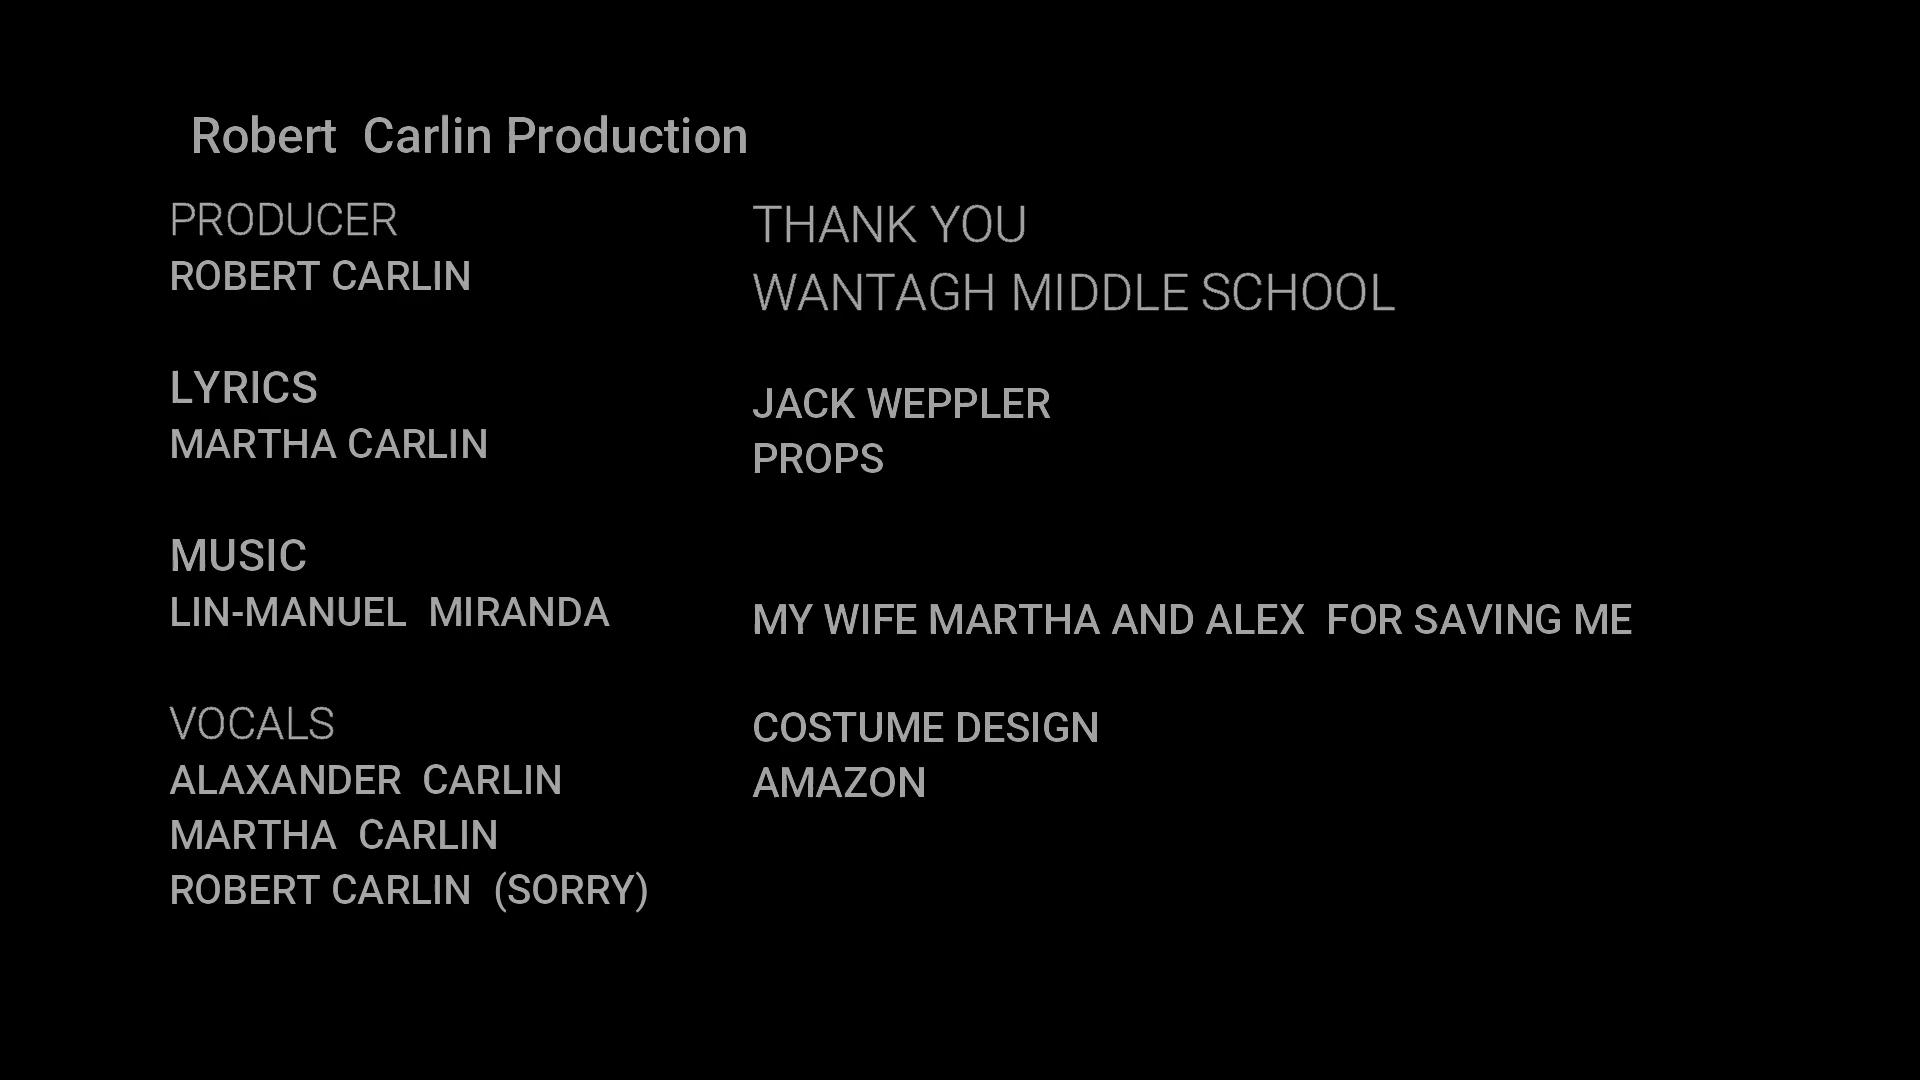 Robert  Carlin Production
PRODUCER
ROBERT CARLIN
LYRICS
MARTHA CARLIN
MUSIC
LIN-MANUEL  MIRANDA
VOCALS
ALAXANDER  CARLIN
MARTHA  CARLIN
ROBERT CARLIN  (SORRY)
THANK YOU
WANTAGH MIDDLE SCHOOL
JACK WEPPLER
PROPS
MY WIFE MARTHA AND ALEX  FOR SAVING ME
COSTUME DESIGN
AMAZON